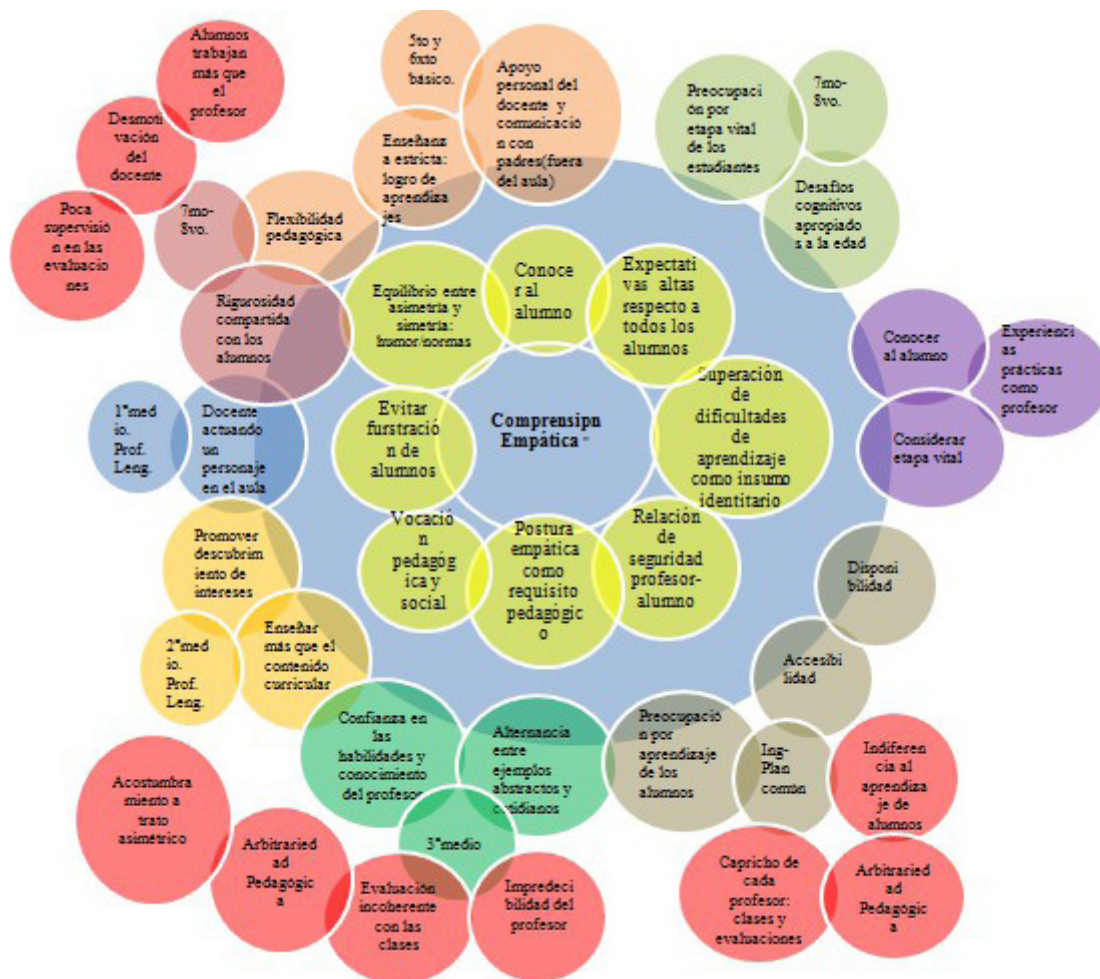 Alumnos
trabajan
más que
el
profesor
Desmoti
vación del
docente
Poca
supervisió
n en las
evaluacio
nes
7mo-
8vo.
Flexibilidad
pedagógica
Rigurosidad
compartida
con los
alumnos
5to y
6xto
básico.
Apoyo
personal del
docente y
comunicació
n con
padres(fuera
del aula)
Enseñanz
a estricta:
logro de
aprendiza
jes
Preocupaci
ón por
etapa vital
de los
estudiantes
7mo-
8vo.
Desafíos
cognitivos
apropiado
s a la edad
Equilibrio entre
asimetría y
simetría:
humor/normas
Conoce
r al
alumno
Expectati
vas altas
respecto a
todos los
alumnos
Superación
de
dificultades
de
aprendizaje
como insumo
identitario
Relación
de
seguridad
profesor-
alumno
Postura
empática
como
requisito
pedagógic
o
Vocació
n
pedagóg
ica y
social
Evitar
furstració
n de
alumnos
Comprensipn
Empática"
Conocer
al alumno
Experienc
as
prácticas
como
profesor
Considerar
etapa vital
1°med
io.
Prof.
Leng.
Docente
actuando
un
personaje
en el aula
Promover
descubrim
iento de
intereses
2°med
io.
Prof.
Leng.
Enseñar
más que el
contenido
curricular
Confianza en
las
habilidades y
conocimiento
del profesor
Alternancia
entre
ejemplos
abstractos y
cotidianos
3°medio
Preocupació
n por
aprendizaje
de los
alumnos
Ing-
Plan
común
Accesibi
lidad
Disponi
bilidad
Indiferen
cia al
aprendiza
je de
alumnos
Capricho de
cada
profesor:
clases y
evaluaciones
Arbitraried
ad
Pedagógic
a
Acostumbra
miento a
trato
asimétrico
Arbitraried
ad
Pedagógic
a
Evaluación
incoherente
con las
clases
Impredeci
bilidad del
profesor